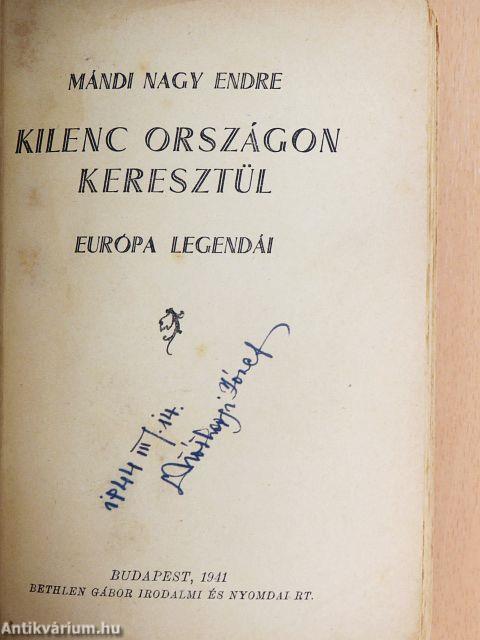 MÁNDI NAGY ENDRE
KILENC ORSZÁGON
KERESZTÜL
EURÓPA LEGENDÁI
1944 III. 14.
József
BUDAPEST, 1941
BETHLEN GÁBOR IRODALMI ÉS NYOMDAI RT.
Antikvárium.hu